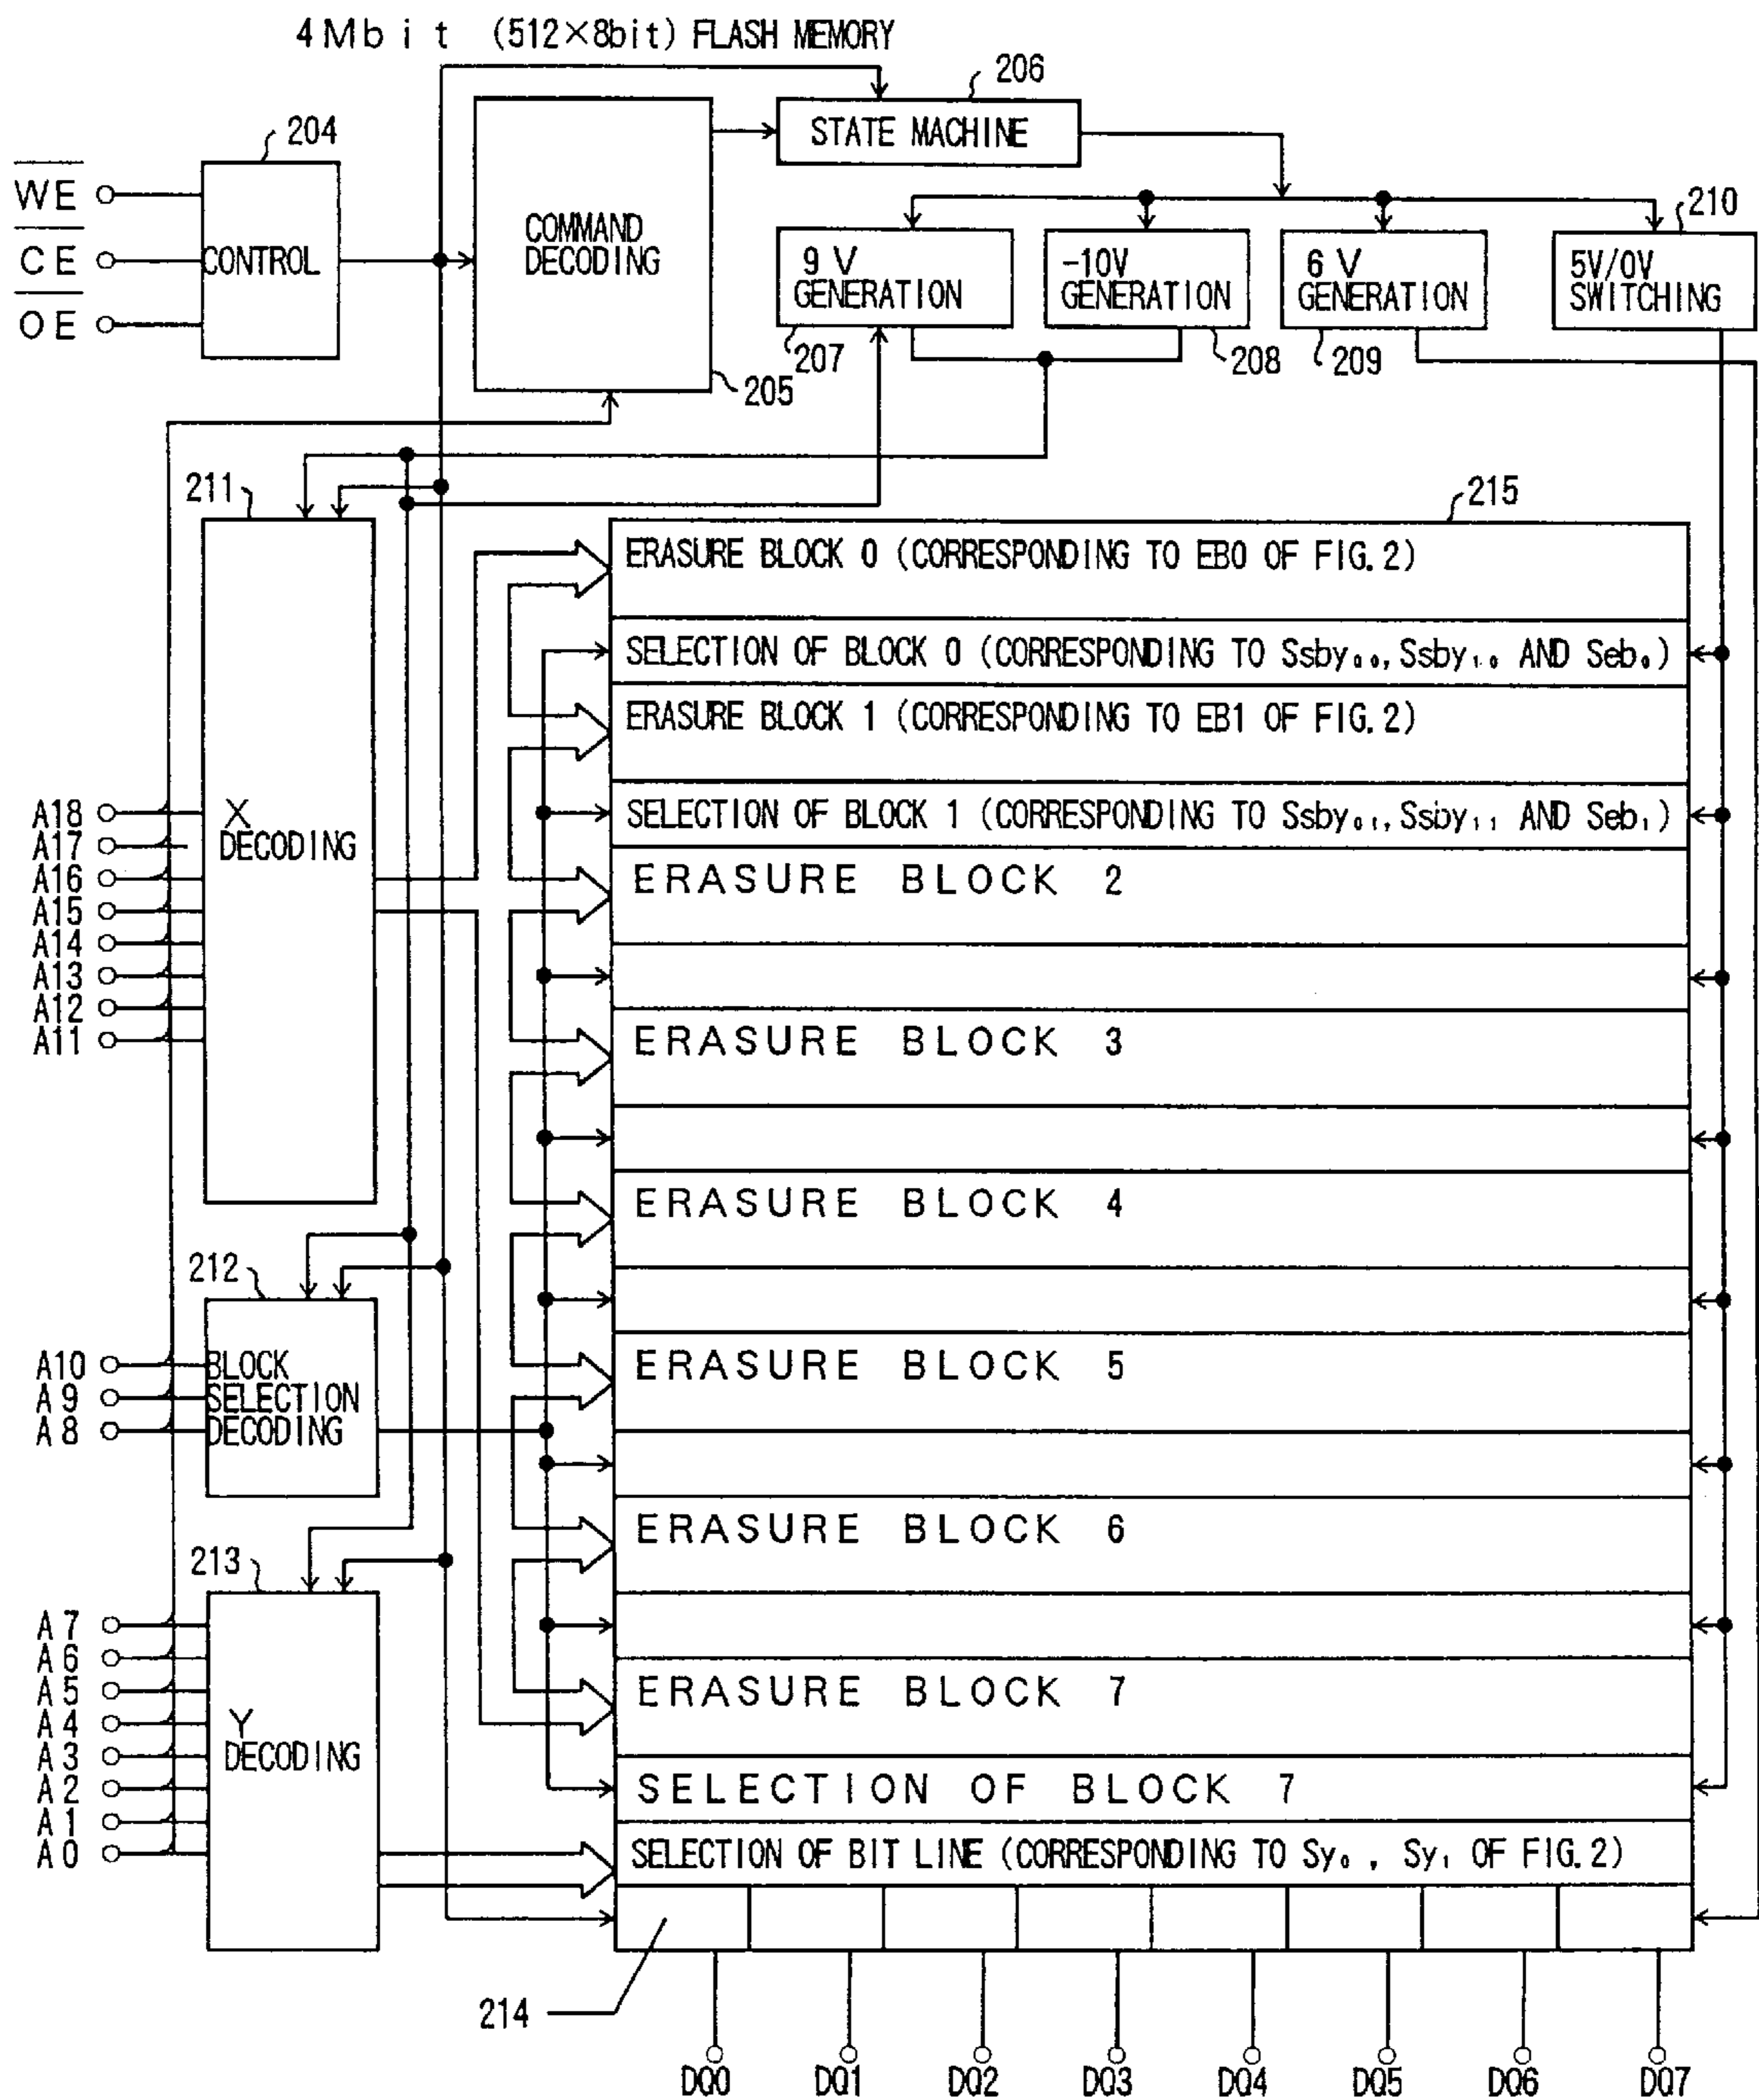 4Mbit (512×8bit) FLASH MEMORY
206
STATE MACHINE
204
WE
CE
OE
CONTROL
COMMAND
DECODING
205
210
9V
GENERATION
207
-10V
GENERATION
208
6V
GENERATION
209
5V/0V
SWITCHING
211
215
X
DECODING
A18
A17
A16
A15
A14
A13
A12
A11
ERASURE BLOCK 0 (CORRESPONDING TO EB0 OF FIG.2)
SELECTION OF BLOCK 0 (CORRESPONDING TO Ssby₀₀, Ssby₁₀ AND Seb₀)
ERASURE BLOCK 1 (CORRESPONDING TO EB1 OF FIG.2)
SELECTION OF BLOCK 1 (CORRESPONDING TO Ssby₀₁, Ssby₁₁ AND Seb₁)
ERASURE BLOCK 2
ERASURE BLOCK 3
ERASURE BLOCK 4
ERASURE BLOCK 5
ERASURE BLOCK 6
ERASURE BLOCK 7
SELECTION OF BLOCK 7
SELECTION OF BIT LINE (CORRESPONDING TO Sy₀, Sy₁ OF FIG.2)
212
A10
A9
A8
BLOCK
SELECTION
DECODING
213
A7
A6
A5
A4
A3
A2
A1
A0
Y
DECODING
214
DQ0 DQ1 DQ2 DQ3 DQ4 DQ5 DQ6 DQ7